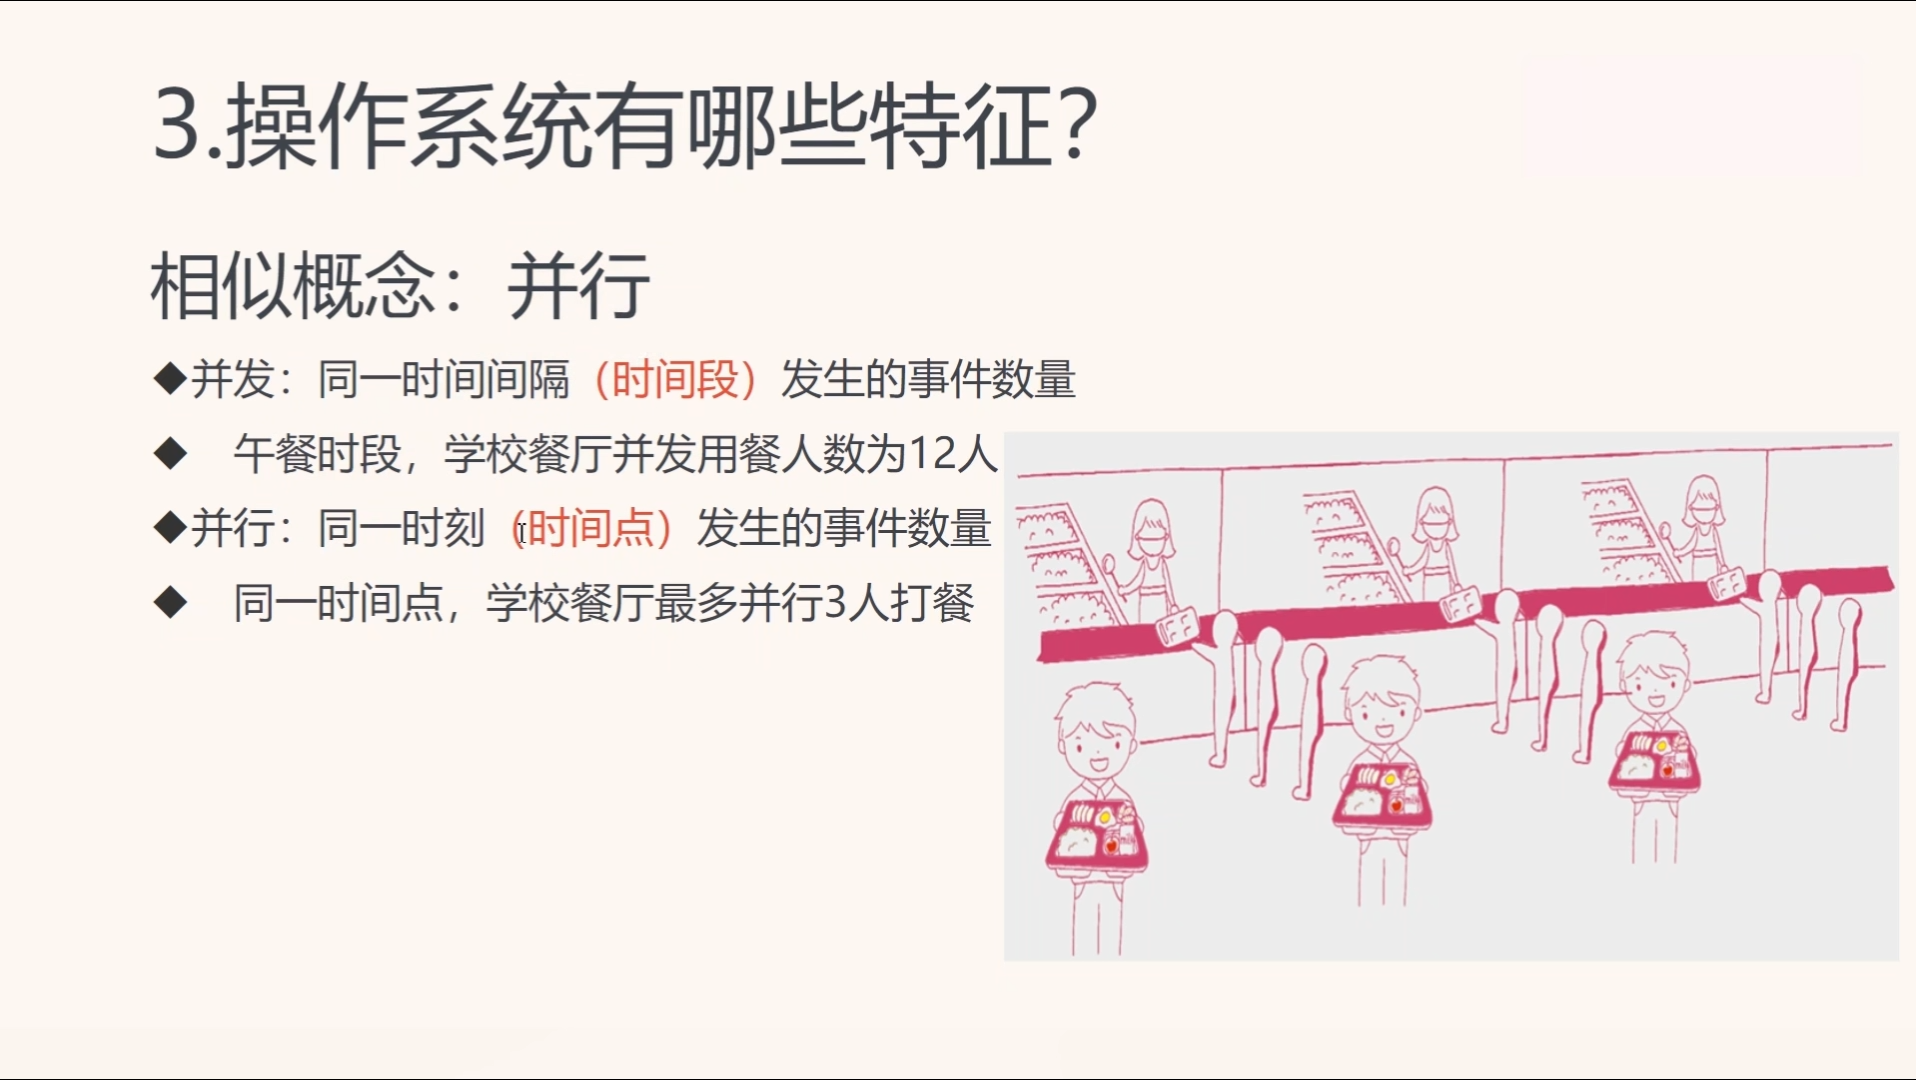 3.操作系统有哪些特征？
相似概念：并行
◆并发：同一时间间隔（时间段）发生的事件数量
◆ 午餐时段，学校餐厅并发用餐人数为12人
◆并行：同一时刻（时间点）发生的事件数量
◆ 同一时间点，学校餐厅最多并行3人打餐